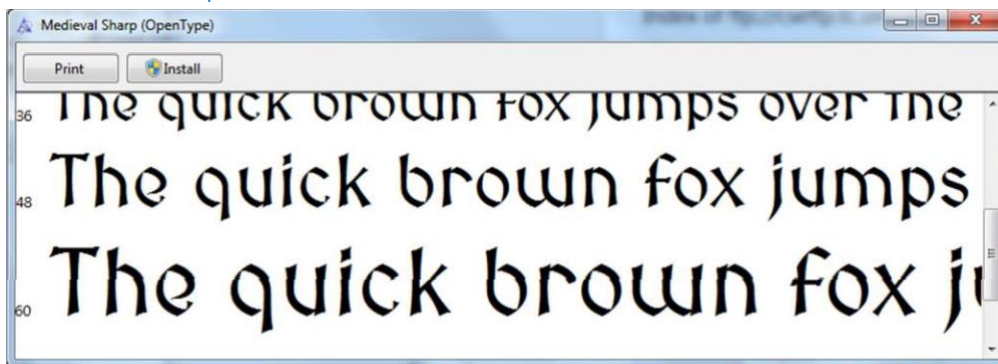 Medieval Sharp (OpenType)
Print Install
36 The quick brown fox jumps over the
48 The quick brown fox jumps
60 The quick brown fox